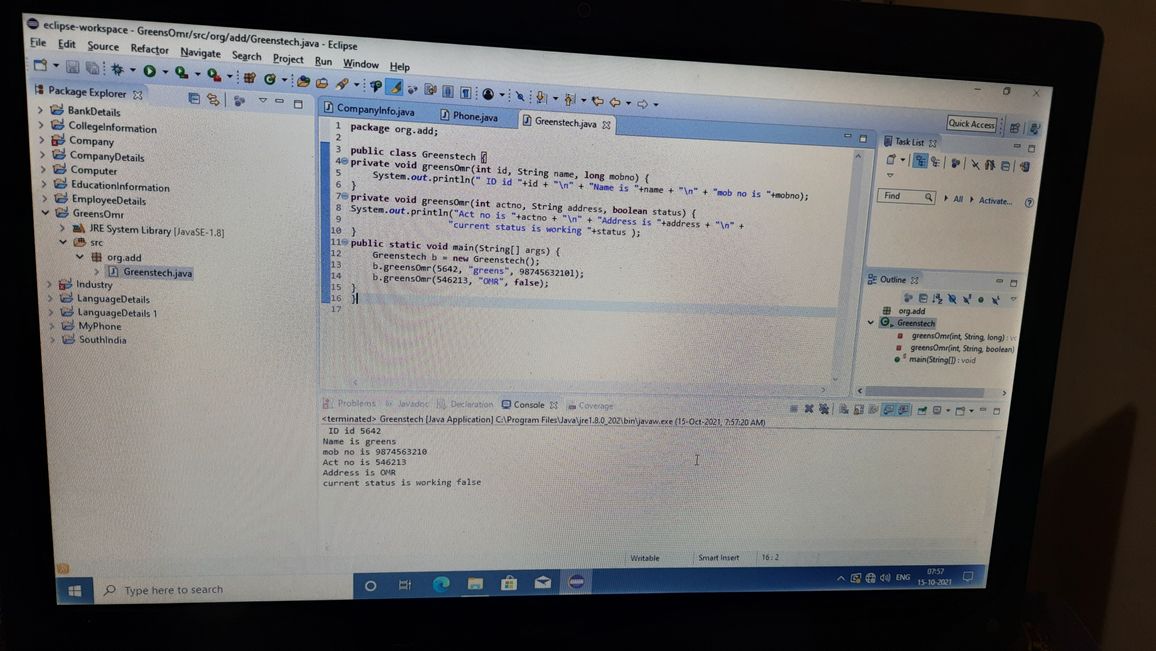 eclipse-workspace - GreensOmr/src/org/add/Greenstech.java - Eclipse
File Edit Source Refactor Navigate Search Project Run Window Help
Quick Access
Package Explorer
BankDetails
CollegeInformation
Company
CompanyDetails
Computer
EducationInformation
EmployeeDetails
GreensOmr
JRE System Library [JavaSE-1.8]
src
org.add
Greenstech.java
Industry
LanguageDetails
LanguageDetails 1
MyPhone
SouthIndia
CompanyInfo.java Phone.java Greenstech.java
1 package org.add;
2
3 public class Greenstech {
4 private void greensOmr(int id, String name, long mobno) {
5 System.out.println(" ID id "+id + "\n" + "Name is "+name + "\n" + "mob no is "+mobno);
6 }
7 private void greensOmr(int actno, String address, boolean status) {
8 System.out.println("Act no is "+actno + "\n" + "Address is "+address + "\n" +
9 "current status is working "+status );
10 }
11 public static void main(String[] args) {
12 Greenstech b = new Greenstech();
13 b.greensOmr(5642, "greens", 9874563210l);
14 b.greensOmr(546213, "OMR", false);
15 }
16 }
17
Task List
Find All Activate...
Outline
org.add
Greenstech
greensOmr(int, String, long) : vc
greensOmr(int, String, boolean)
main(String[]) : void
Problems Javadoc Declaration Console Coverage
<terminated> Greenstech [Java Application] C:\Program Files\Java\jre1.8.0_202\bin\javaw.exe (15-Oct-2021, 7:57:20 AM)
ID id 5642
Name is greens
mob no is 9874563210
Act no is 546213
Address is OMR
current status is working false
Writable Smart Insert 16 : 2
Type here to search
ENG
07:57
15-10-2021